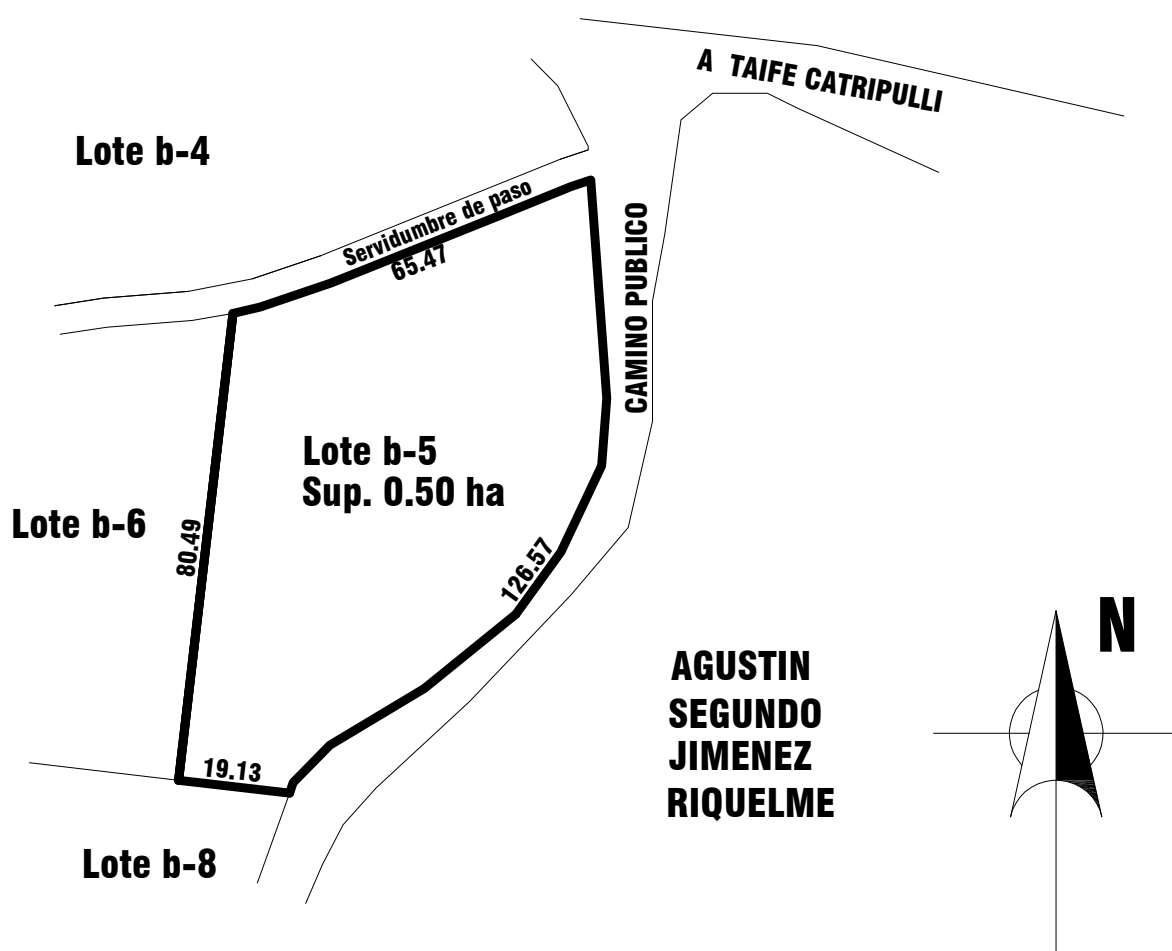 A TAIFE CATRIPULLI
Lote b-4
Servidumbre de paso
65.47
CAMINO PUBLICO
Lote b-5
Sup. 0.50 ha
Lote b-6
80.49
126.57
N
AGUSTIN
SEGUNDO
JIMENEZ
RIQUELME
19.13
Lote b-8